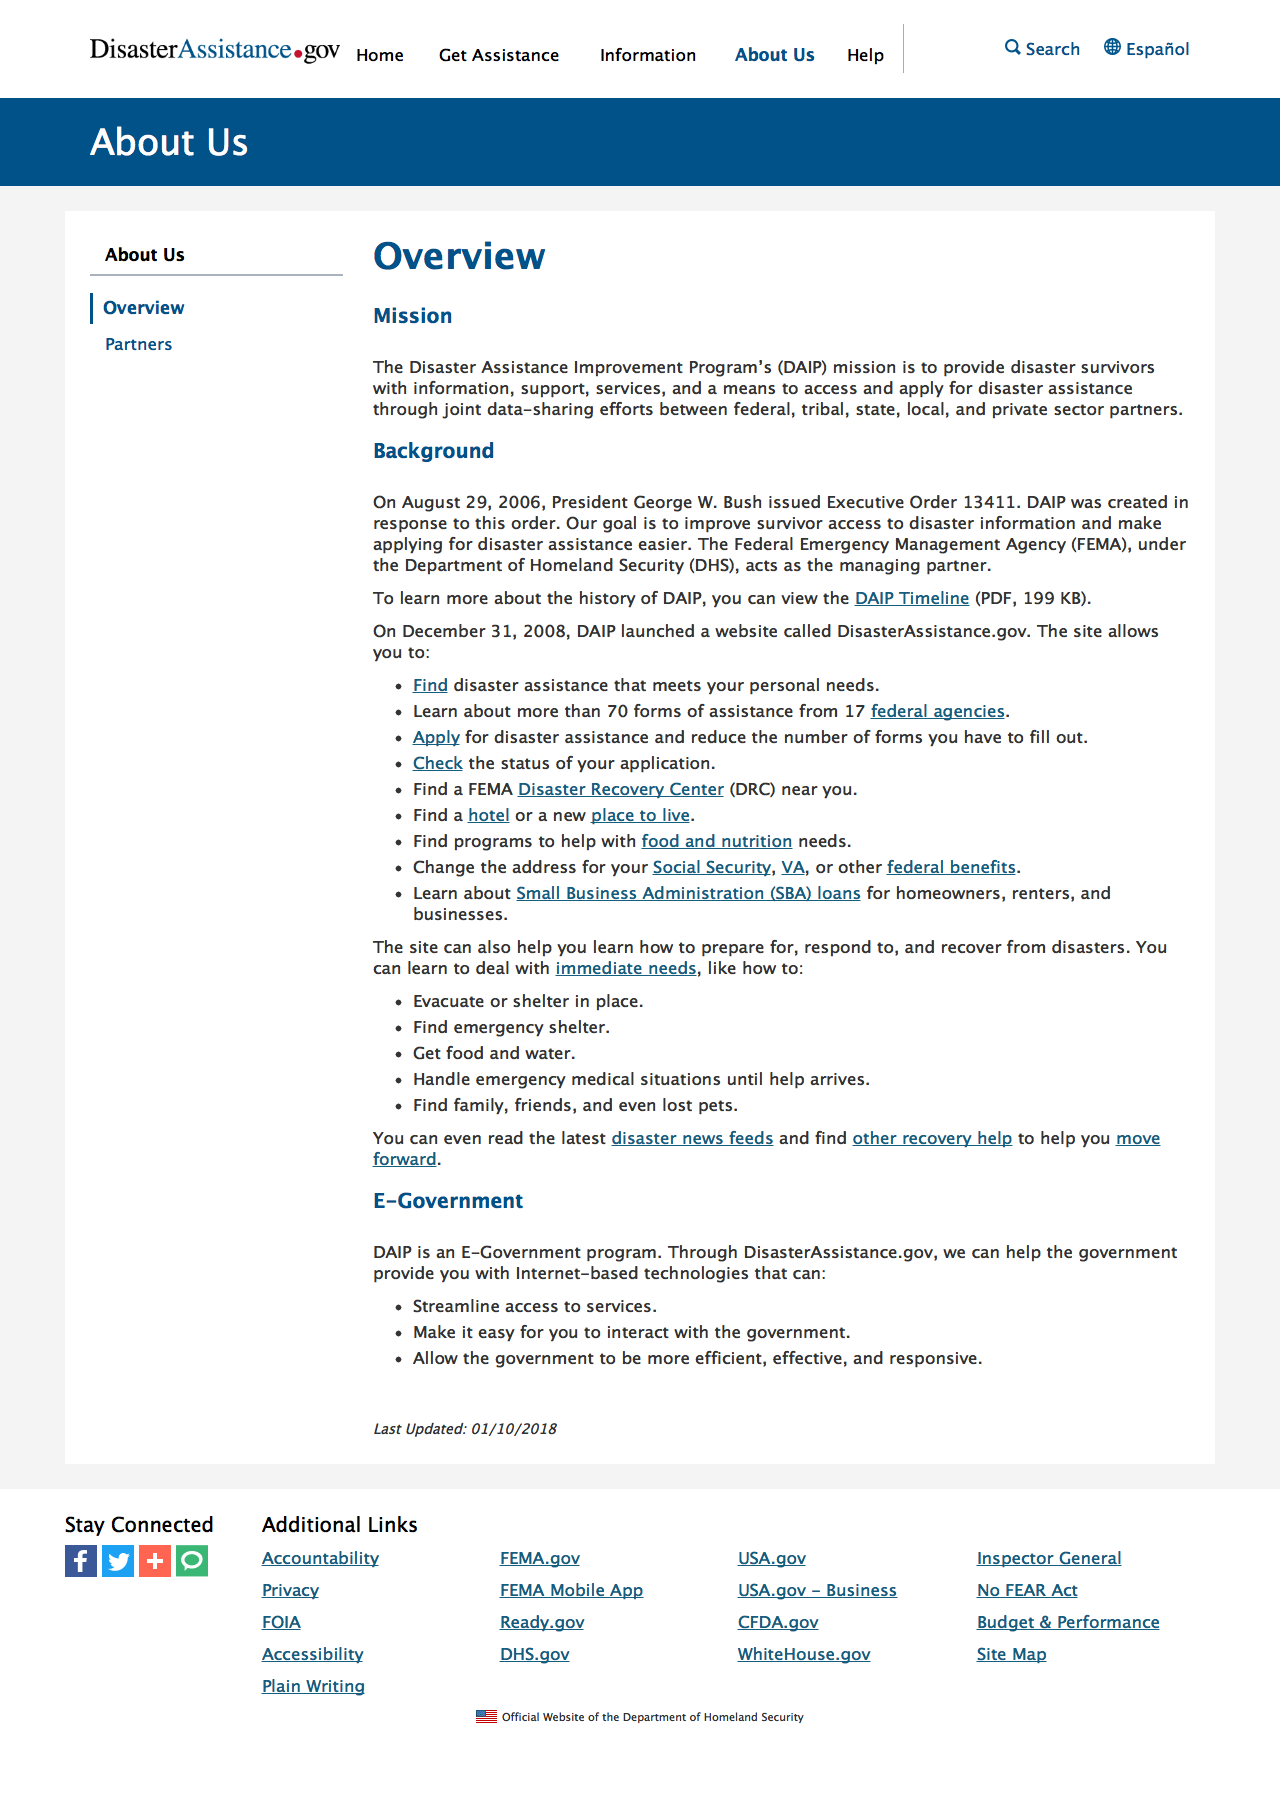 DisasterAssistance.gov Home Get Assistance Information About Us Help Search Español
About Us
About Us
Overview
Partners
Overview
Mission
The Disaster Assistance Improvement Program’s (DAIP) mission is to provide disaster survivors
with information, support, services, and a means to access and apply for disaster assistance
through joint data-sharing efforts between federal, tribal, state, local, and private sector partners.
Background
On August 29, 2006, President George W. Bush issued Executive Order 13411. DAIP was created in
response to this order. Our goal is to improve survivor access to disaster information and make
applying for disaster assistance easier. The Federal Emergency Management Agency (FEMA), under
the Department of Homeland Security (DHS), acts as the managing partner.
To learn more about the history of DAIP, you can view the DAIP Timeline (PDF, 199 KB).
On December 31, 2008, DAIP launched a website called DisasterAssistance.gov. The site allows
you to:
• Find disaster assistance that meets your personal needs.
• Learn about more than 70 forms of assistance from 17 federal agencies.
• Apply for disaster assistance and reduce the number of forms you have to fill out.
• Check the status of your application.
• Find a FEMA Disaster Recovery Center (DRC) near you.
• Find a hotel or a new place to live.
• Find programs to help with food and nutrition needs.
• Change the address for your Social Security, VA, or other federal benefits.
• Learn about Small Business Administration (SBA) loans for homeowners, renters, and
businesses.
The site can also help you learn how to prepare for, respond to, and recover from disasters. You
can learn to deal with immediate needs, like how to:
• Evacuate or shelter in place.
• Find emergency shelter.
• Get food and water.
• Handle emergency medical situations until help arrives.
• Find family, friends, and even lost pets.
You can even read the latest disaster news feeds and find other recovery help to help you move
forward.
E-Government
DAIP is an E-Government program. Through DisasterAssistance.gov, we can help the government
provide you with Internet-based technologies that can:
• Streamline access to services.
• Make it easy for you to interact with the government.
• Allow the government to be more efficient, effective, and responsive.
Last Updated: 01/10/2018
Stay Connected
Additional Links
Accountability FEMA.gov USA.gov Inspector General
Privacy FEMA Mobile App USA.gov - Business No FEAR Act
FOIA Ready.gov CFDA.gov Budget & Performance
Accessibility DHS.gov WhiteHouse.gov Site Map
Plain Writing
Official Website of the Department of Homeland Security